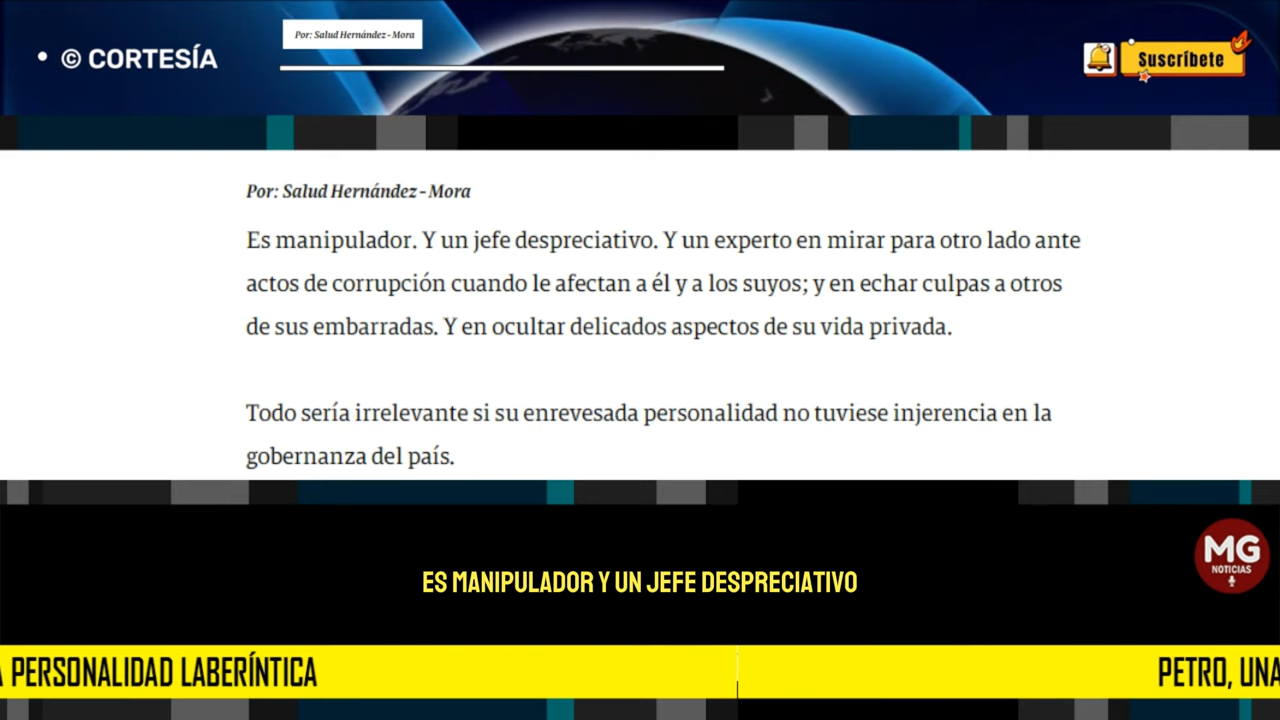 Por: Salud Hernández - Mora
• © CORTESÍA
Suscríbete
Por: Salud Hernández - Mora
Es manipulador. Y un jefe despreciativo. Y un experto en mirar para otro lado ante
actos de corrupción cuando le afectan a él y a los suyos; y en echar culpas a otros
de sus embarradas. Y en ocultar delicados aspectos de su vida privada.
Todo sería irrelevante si su enrevesada personalidad no tuviese injerencia en la
gobernanza del país.
MG
NOTICIAS
ES MANIPULADOR Y UN JEFE DESPRECIATIVO
A PERSONALIDAD LABERÍNTICA
PETRO, UNA